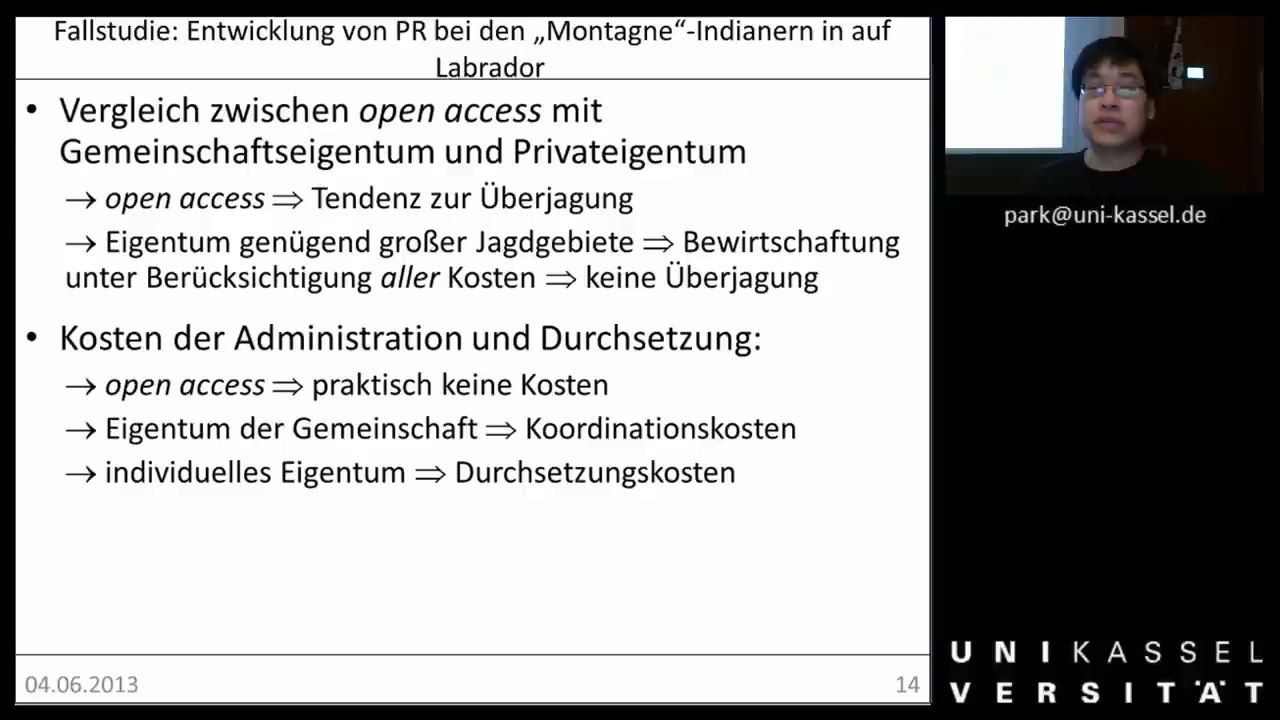 Fallstudie: Entwicklung von PR bei den „Montagne“-Indianern in auf
Labrador
• Vergleich zwischen open access mit
Gemeinschaftseigentum und Privateigentum
→ open access ⇒ Tendenz zur Überjagung
→ Eigentum genügend großer Jagdgebiete ⇒ Bewirtschaftung
unter Berücksichtigung aller Kosten ⇒ keine Überjagung
• Kosten der Administration und Durchsetzung:
→ open access ⇒ praktisch keine Kosten
→ Eigentum der Gemeinschaft ⇒ Koordinationskosten
→ individuelles Eigentum ⇒ Durchsetzungskosten
04.06.2013
14
park@uni-kassel.de
UNIKASSEL
VERSITÄT